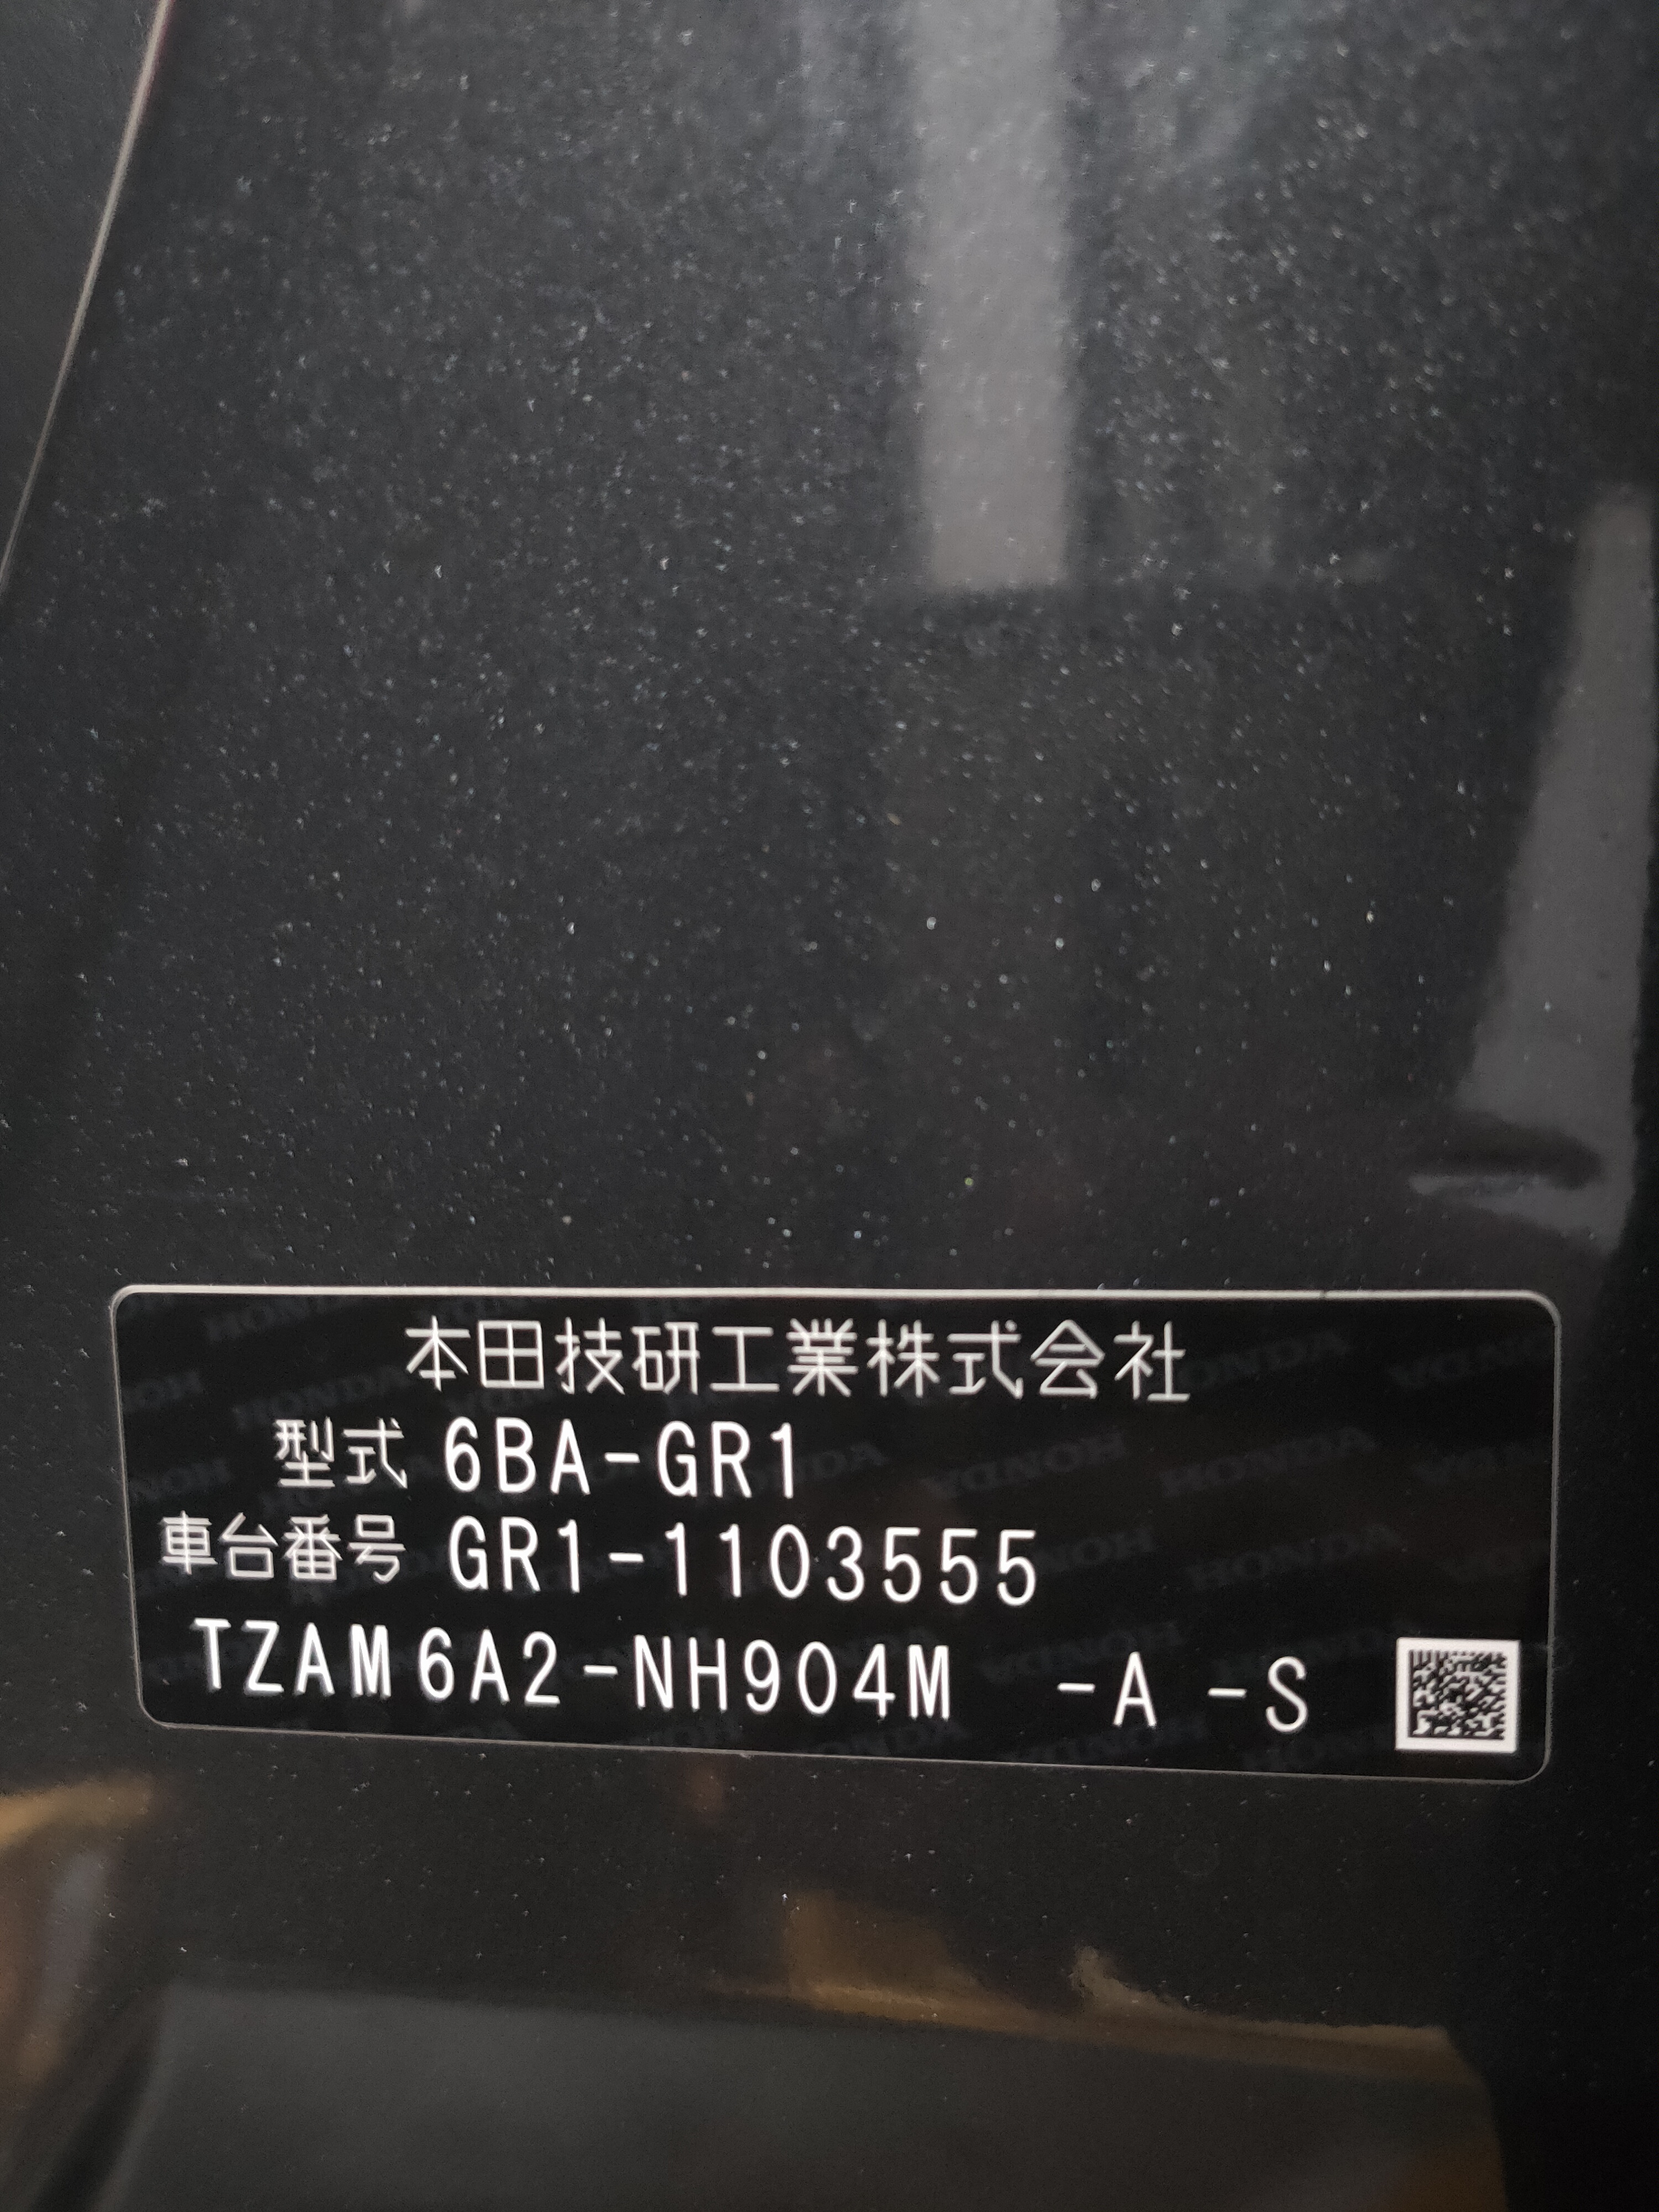 本田技研工業株式会社
型式 6BA-GR1
車台番号 GR1-1103555
TZAM6A2-NH904M -A -S